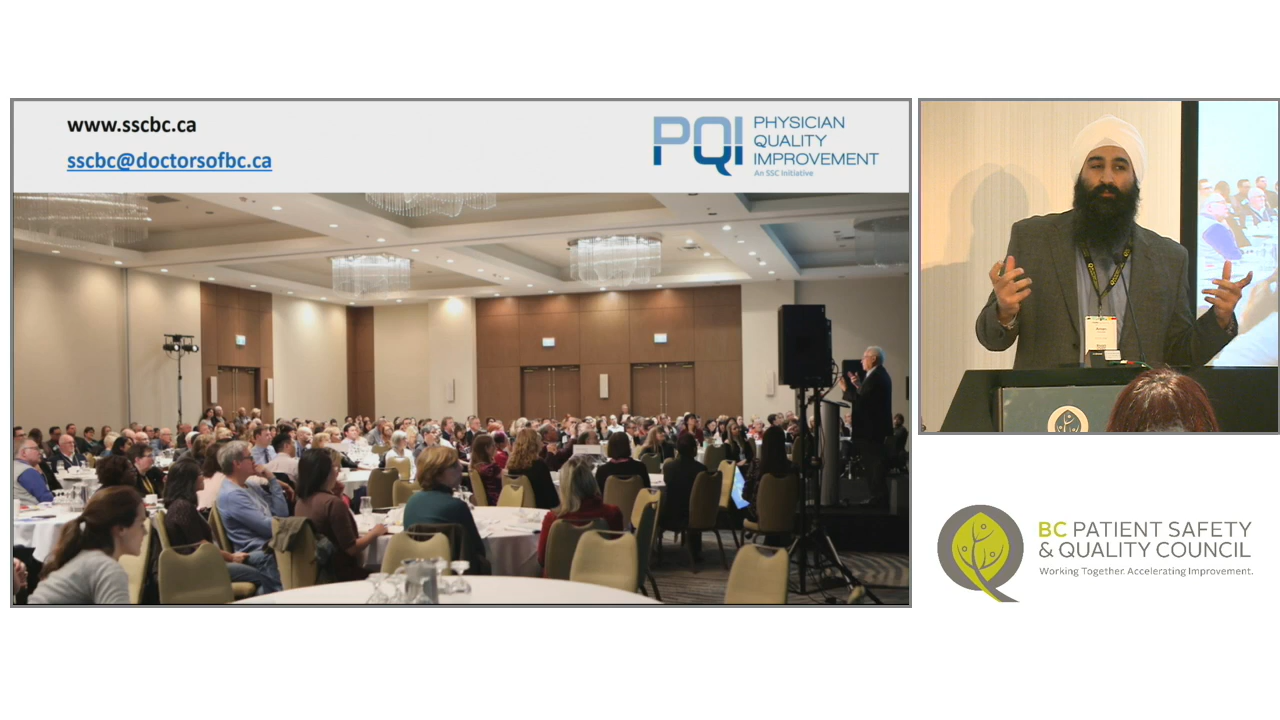 www.sscbc.ca
sscbc@doctorsofbc.ca
PQI
PHYSICIAN
QUALITY
IMPROVEMENT
An SSC Initiative
BC PATIENT SAFETY
& QUALITY COUNCIL
Working Together. Accelerating Improvement.